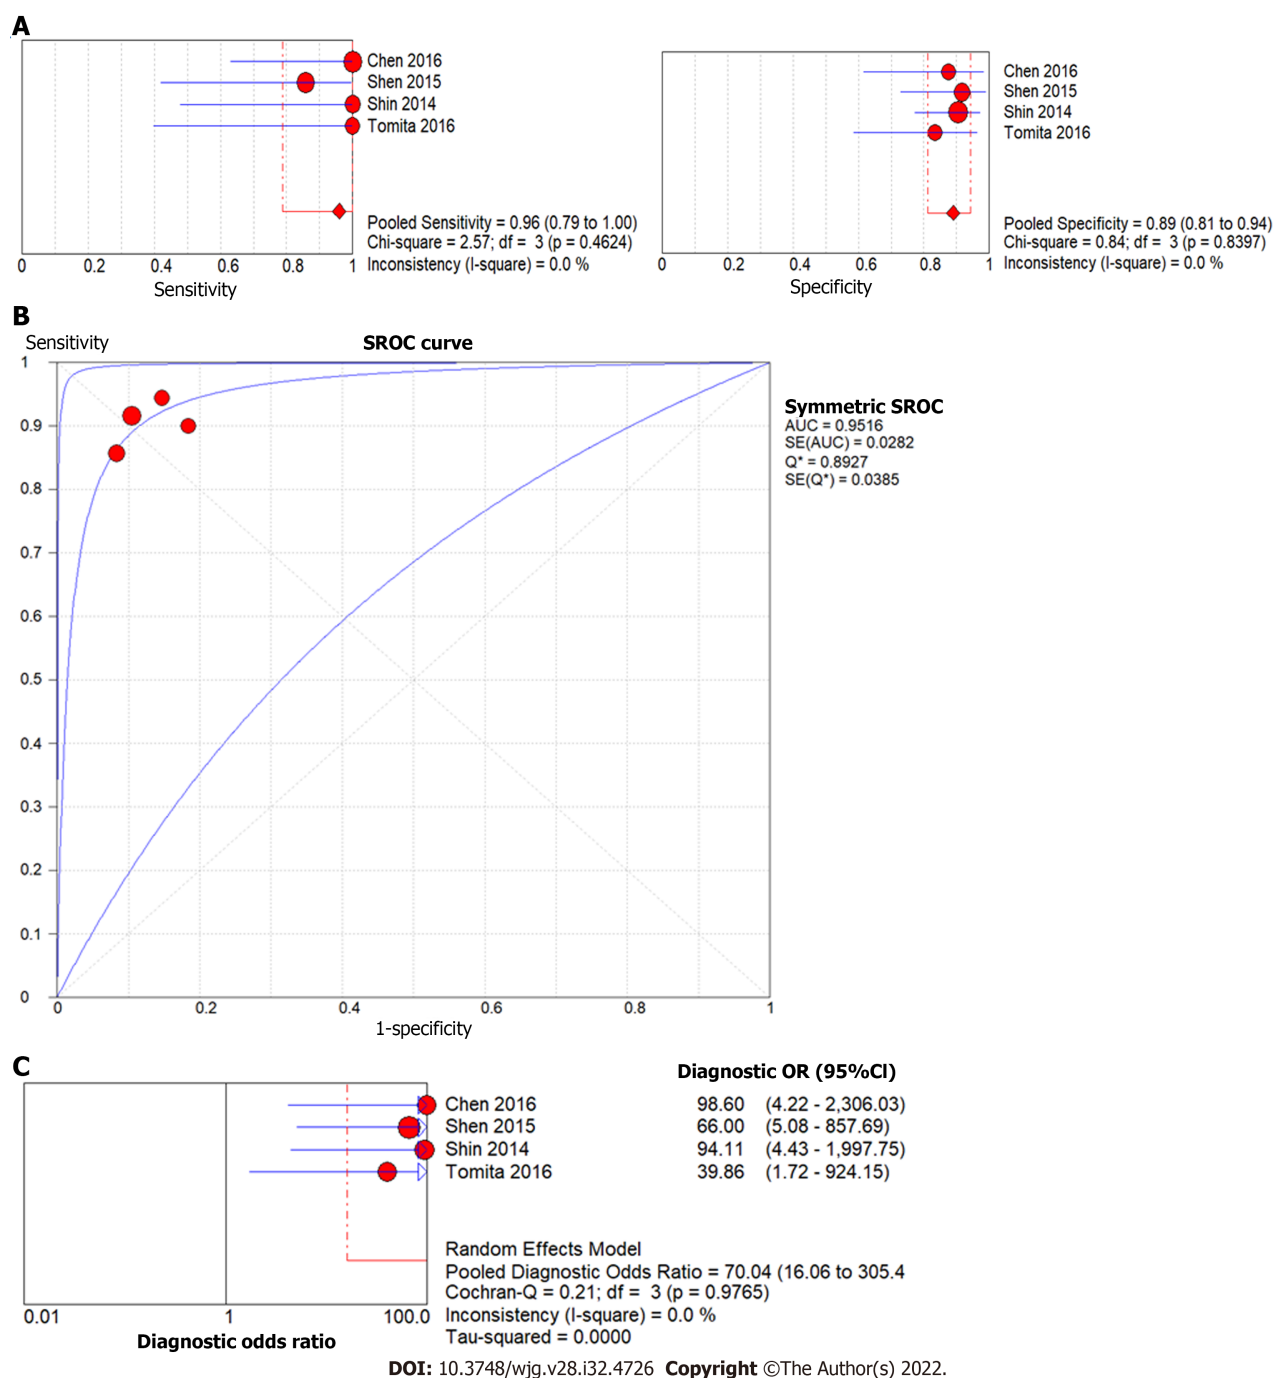 A
Chen 2016
Shen 2015
Shin 2014
Tomita 2016
Pooled Sensitivity = 0.96 (0.79 to 1.00)
Chi-square = 2.57; df = 3 (p = 0.4624)
Inconsistency (I-square) = 0.0 %
0 0.2 0.4 0.6 0.8 1
Sensitivity
Chen 2016
Shen 2015
Shin 2014
Tomita 2016
Pooled Specificity = 0.89 (0.81 to 0.94)
Chi-square = 0.84; df = 3 (p = 0.8397)
Inconsistency (I-square) = 0.0 %
0 0.2 0.4 0.6 0.8 1
Specificity
B
Sensitivity
SROC curve
1
0.9
0.8
0.7
0.6
0.5
0.4
0.3
0.2
0.1
0
0 0.2 0.4 0.6 0.8 1
1-specificity
Symmetric SROC
AUC = 0.9516
SE(AUC) = 0.0282
Q* = 0.8927
SE(Q*) = 0.0385
C
Diagnostic OR (95%CI)
Chen 2016 98.60 (4.22 - 2,306.03)
Shen 2015 66.00 (5.08 - 857.69)
Shin 2014 94.11 (4.43 - 1,997.75)
Tomita 2016 39.86 (1.72 - 924.15)
Random Effects Model
Pooled Diagnostic Odds Ratio = 70.04 (16.06 to 305.4
Cochran-Q = 0.21; df = 3 (p = 0.9765)
Inconsistency (I-square) = 0.0 %
Tau-squared = 0.0000
0.01 1 100.0
Diagnostic odds ratio
DOI: 10.3748/wjg.v28.i32.4726 Copyright ©The Author(s) 2022.